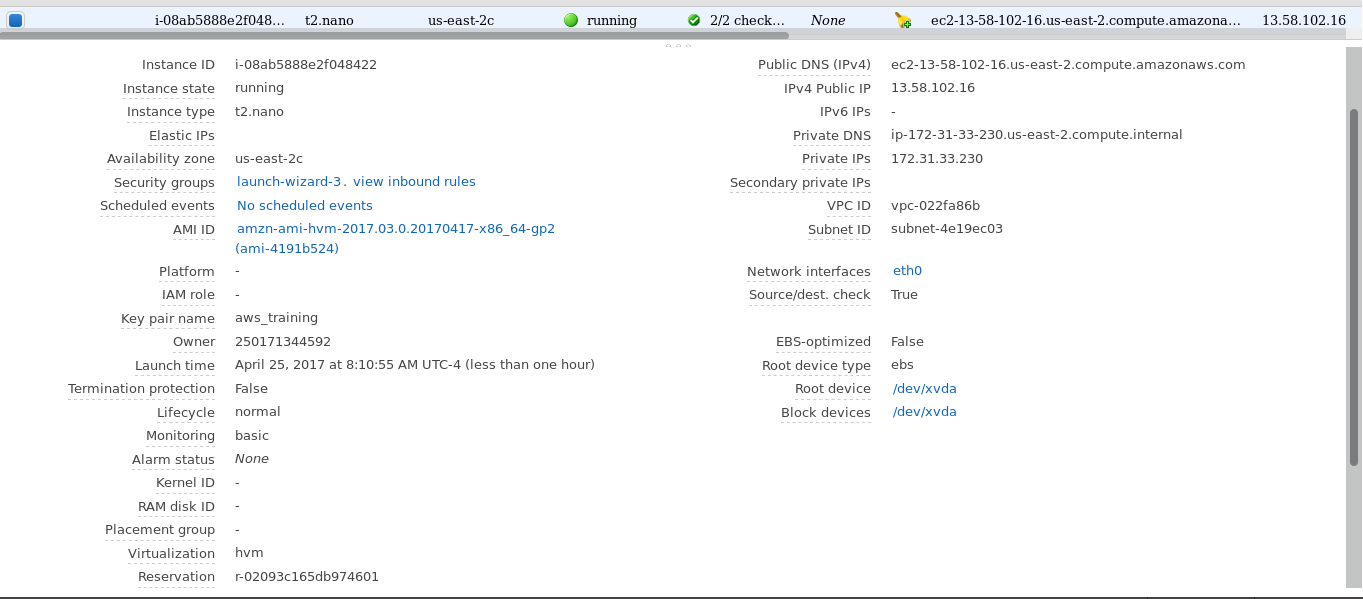 i-08ab5888e2f048... t2.nano us-east-2c running 2/2 check... None ec2-13-58-102-16.us-east-2.compute.amazona... 13.58.102.16
Instance ID i-08ab5888e2f048422 Public DNS (IPv4) ec2-13-58-102-16.us-east-2.compute.amazonaws.com
Instance state running IPv4 Public IP 13.58.102.16
Instance type t2.nano IPv6 IPs -
Elastic IPs Private DNS ip-172-31-33-230.us-east-2.compute.internal
Availability zone us-east-2c Private IPs 172.31.33.230
Security groups launch-wizard-3. view inbound rules Secondary private IPs
Scheduled events No scheduled events VPC ID vpc-022fa86b
AMI ID amzn-ami-hvm-2017.03.0.20170417-x86_64-gp2 Subnet ID subnet-4e19ec03
(ami-4191b524)
Platform - Network interfaces eth0
IAM role - Source/dest. check True
Key pair name aws_training
Owner 250171344592 EBS-optimized False
Launch time April 25, 2017 at 8:10:55 AM UTC-4 (less than one hour) Root device type ebs
Termination protection False Root device /dev/xvda
Lifecycle normal Block devices /dev/xvda
Monitoring basic
Alarm status None
Kernel ID -
RAM disk ID -
Placement group -
Virtualization hvm
Reservation r-02093c165db974601